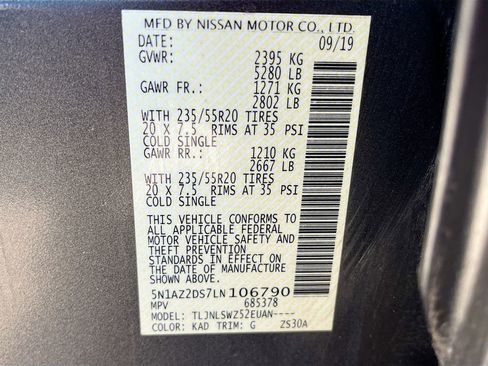 MFD BY NISSAN MOTOR CO., LTD.
DATE: 09/19
GVWR: 2395 KG
5280 LB
GAWR FR.: 1271 KG
2802 LB
WITH 235/55R20 TIRES
20 X 7.5 RIMS AT 35 PSI
COLD SINGLE
GAWR RR.: 1210 KG
2667 LB
WITH 235/55R20 TIRES
20 X 7.5 RIMS AT 35 PSI
COLD SINGLE
THIS VEHICLE CONFORMS TO
ALL APPLICABLE FEDERAL
MOTOR VEHICLE SAFETY AND
THEFT PREVENTION
STANDARDS IN EFFECT ON
THE DATE OF MANUFACTURE
SHOWN ABOVE.
5N1AZ2DS7LN106790
MPV 685378
MODEL: TLJNLSWZ52EUAN----
COLOR: KAD TRIM: G ZS30A